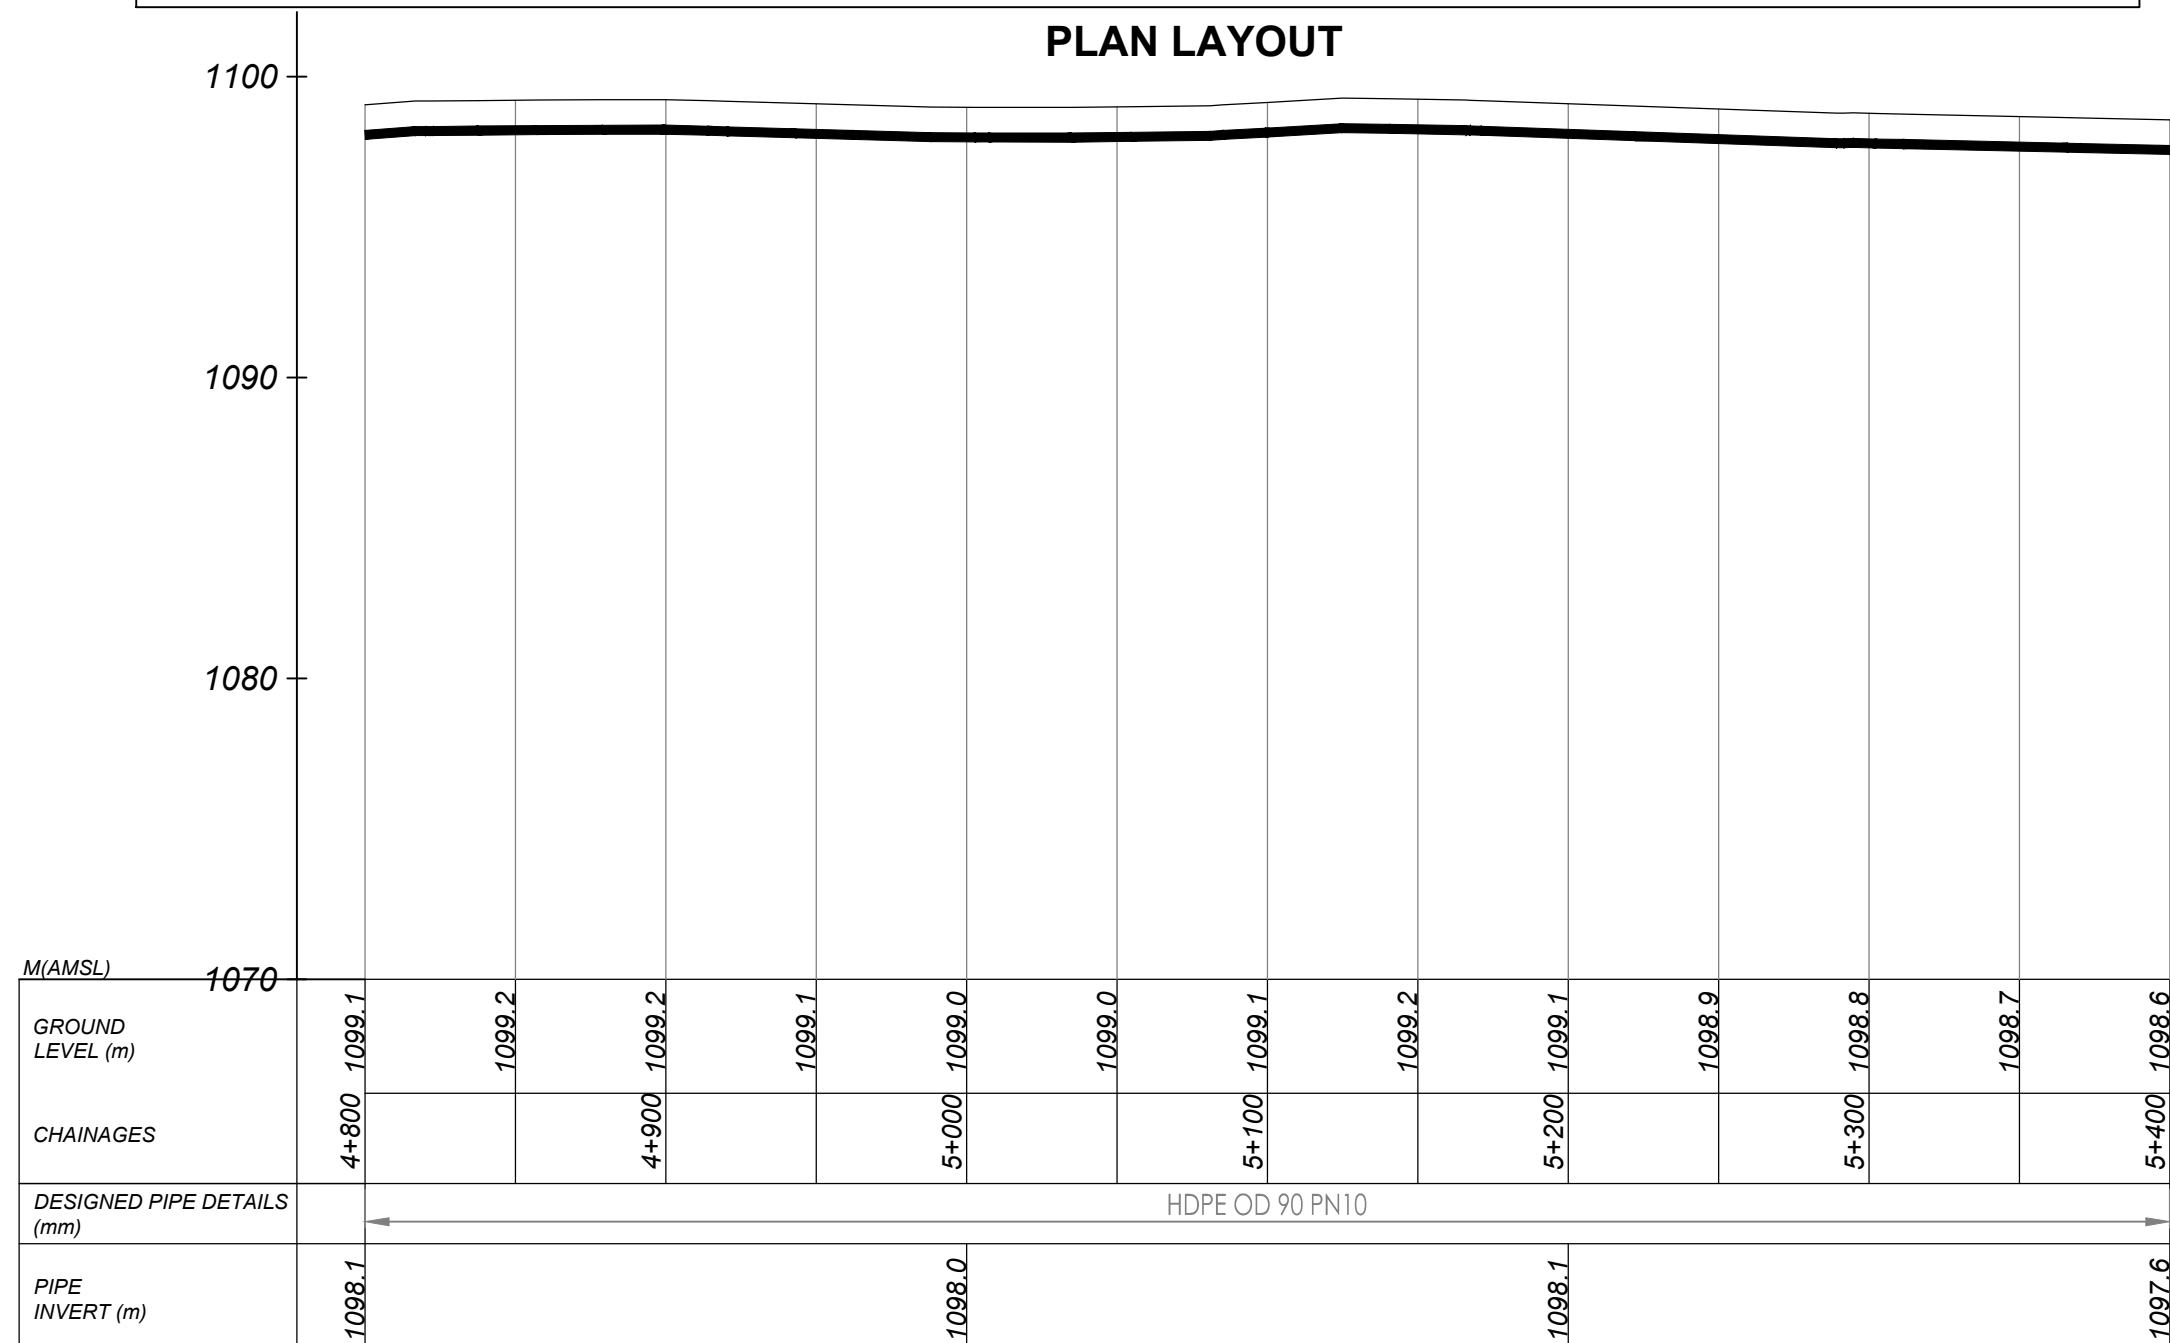 PLAN LAYOUT
1100
1090
1080
M(AMSL)
1070
GROUND
LEVEL (m)
1099.1
1099.2
1099.2
1099.1
1099.0
1099.0
1099.1
1099.2
1099.1
1098.9
1098.8
1098.7
1098.6
CHAINAGES
4+800
4+900
5+000
5+100
5+200
5+300
5+400
DESIGNED PIPE DETAILS
(mm)
HDPE OD 90 PN10
PIPE
INVERT (m)
1098.1
1098.0
1098.1
1097.6